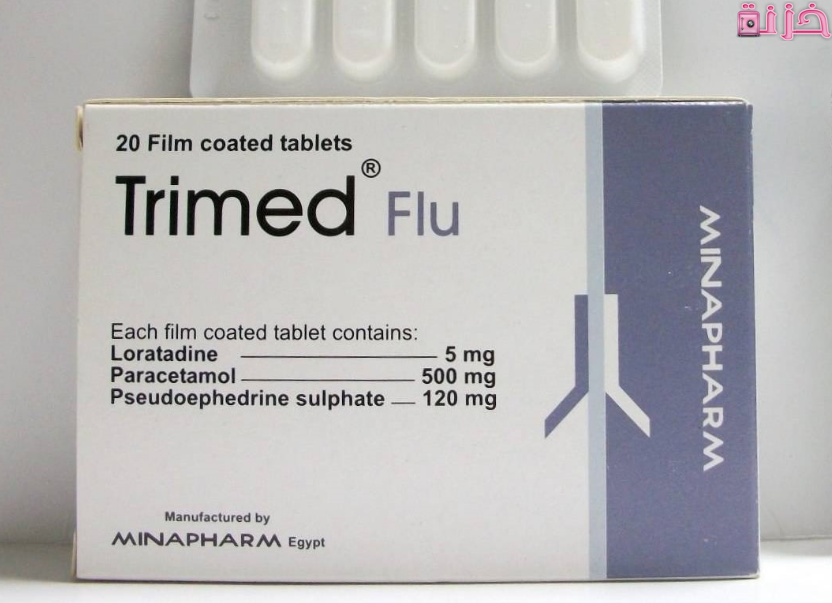 خزنة
20 Film coated tablets
Trimed® Flu
Each film coated tablet contains:
Loratadine 5 mg
Paracetamol 500 mg
Pseudoephedrine sulphate 120 mg
Manufactured by
MINAPHARM Egypt
MINAPHARM